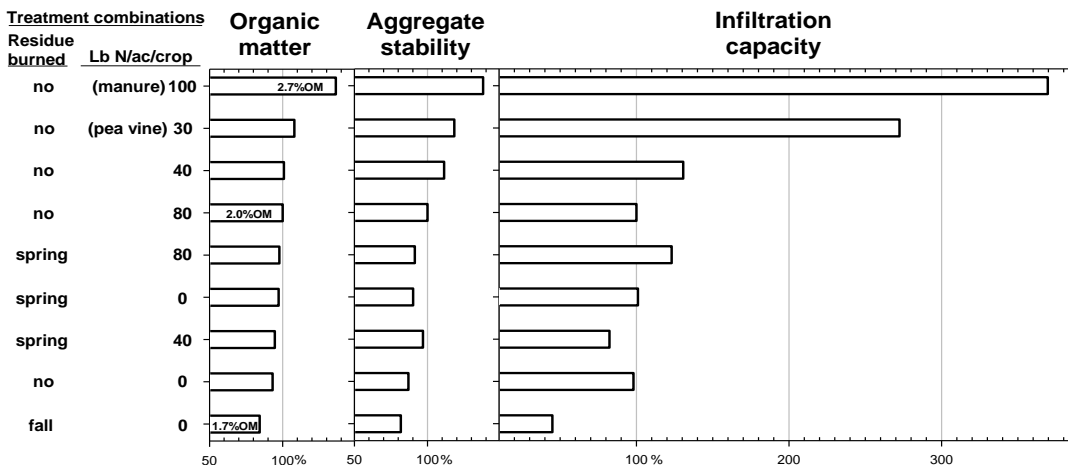 Treatment combinations
Residue burned
Lb N/ac/crop
Organic matter
Aggregate stability
Infiltration capacity
no (manure) 100 2.7%OM
no (pea vine) 30
no 40
no 80 2.0%OM
spring 80
spring 0
spring 40
no 0
fall 0 1.7%OM
50 100% 50 100% 100 % 200 300